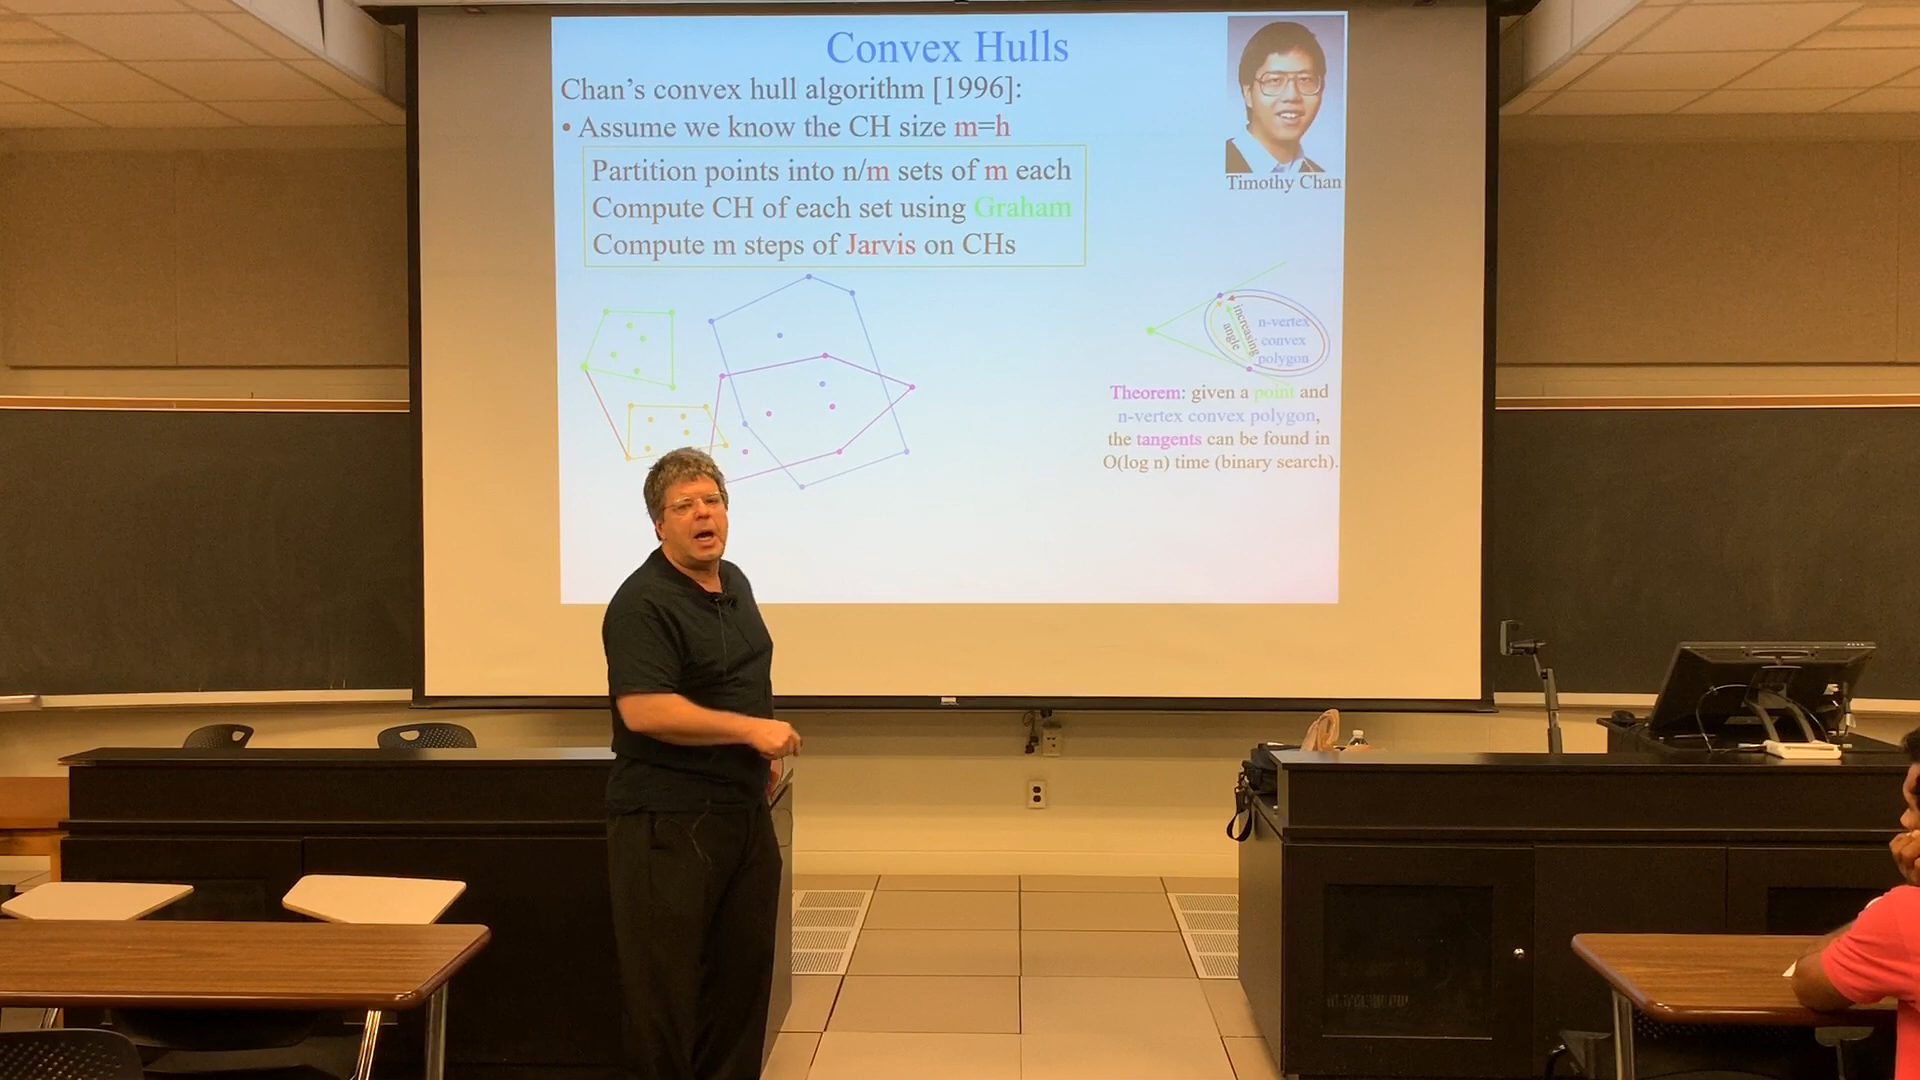 Convex Hulls
Chan's convex hull algorithm [1996]:
• Assume we know the CH size m=h
Partition points into n/m sets of m each
Compute CH of each set using Graham
Compute m steps of Jarvis on CHs
Timothy Chan
increasing
angle
n-vertex
convex
polygon
Theorem: given a point and
n-vertex convex polygon,
the tangents can be found in
O(log n) time (binary search).